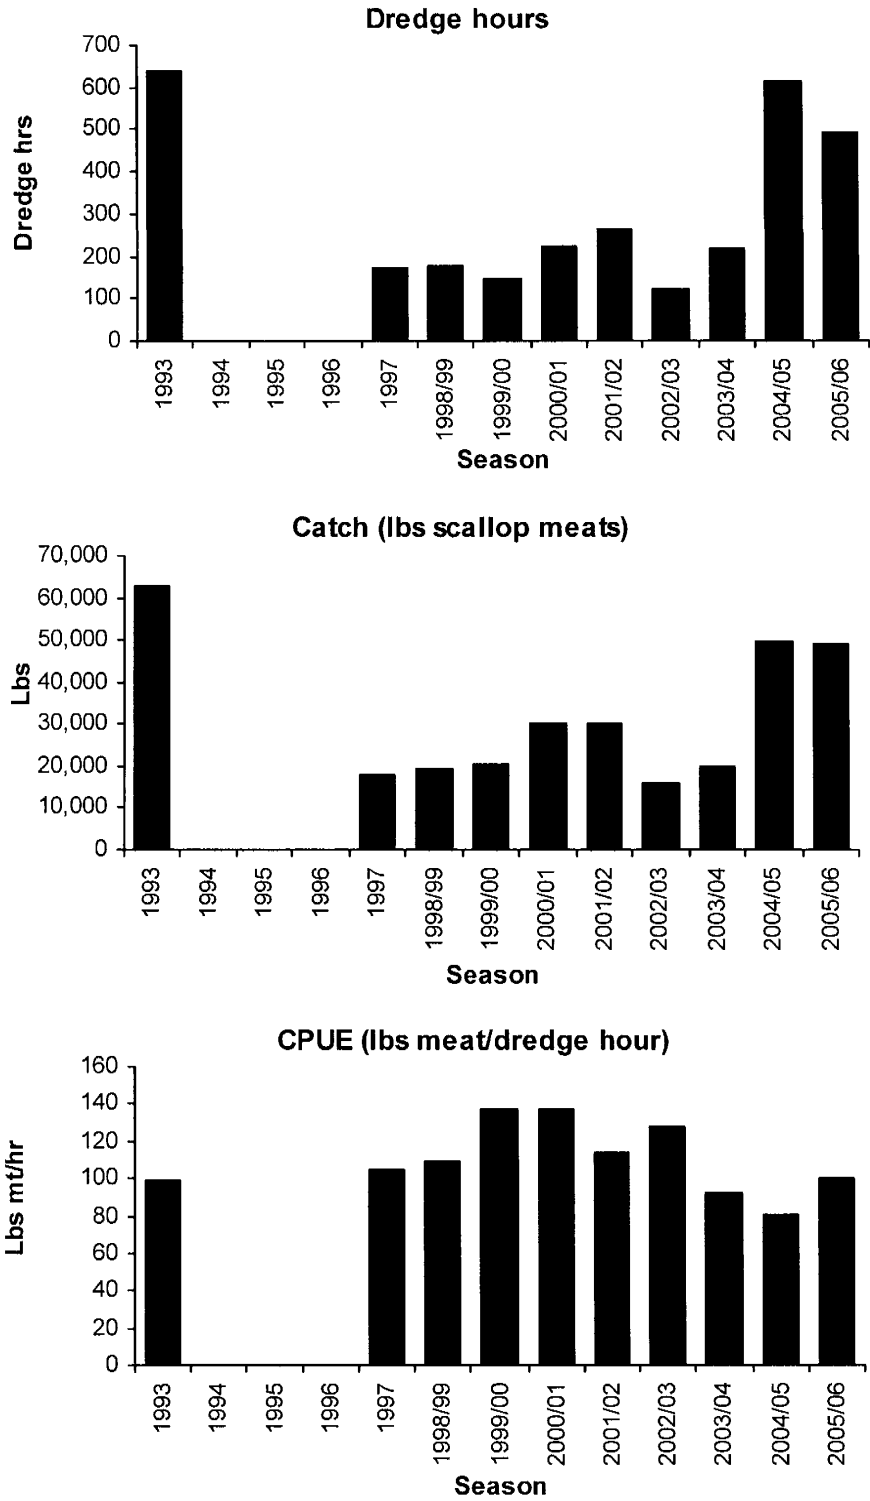 Dredge hours
700
600
500
400
300
200
100
0
Dredge hrs
1993 1994 1995 1996 1997 1998/99 1999/00 2000/01 2001/02 2002/03 2003/04 2004/05 2005/06
Season
Catch (lbs scallop meats)
70,000
60,000
50,000
40,000
30,000
20,000
10,000
0
Lbs
1993 1994 1995 1996 1997 1998/99 1999/00 2000/01 2001/02 2002/03 2003/04 2004/05 2005/06
Season
CPUE (lbs meat/dredge hour)
160
140
120
100
80
60
40
20
0
Lbs mt/hr
1993 1994 1995 1996 1997 1998/99 1999/00 2000/01 2001/02 2002/03 2003/04 2004/05 2005/06
Season